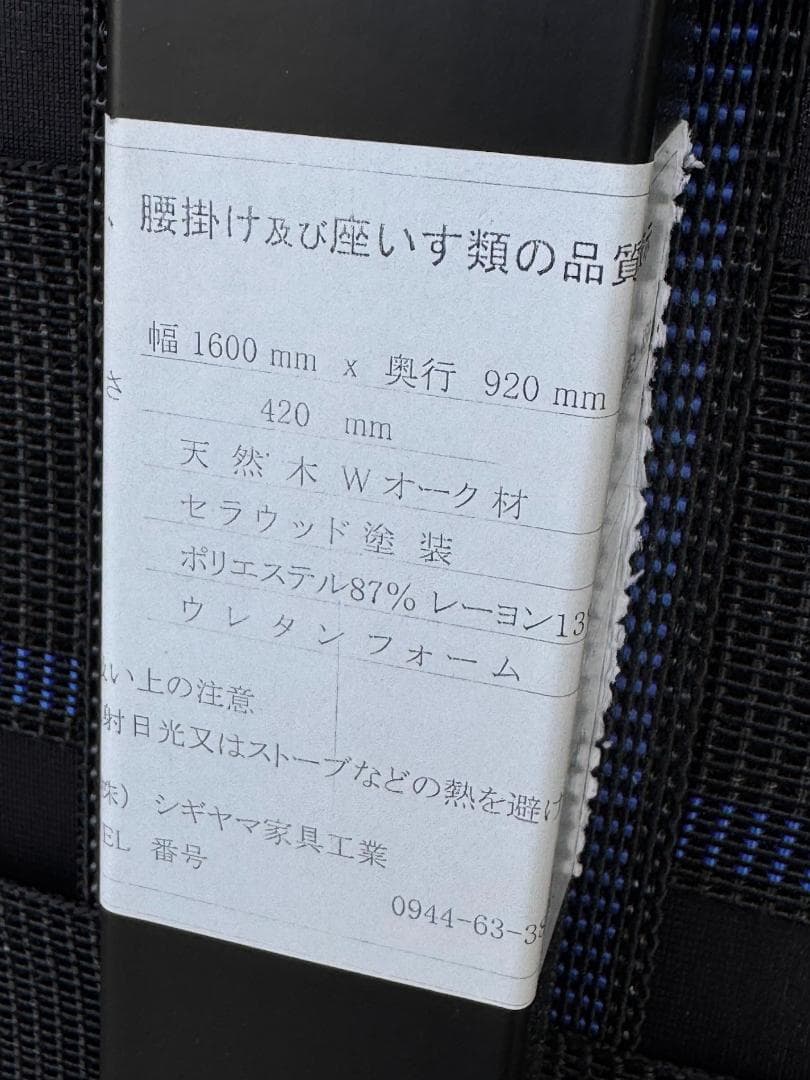 腰掛け及び座いす類の品質
幅 1600 mm x 奥行 920 mm
さ 420 mm
天然木Wオーク材
セラウッド塗装
ポリエステル87% レーヨン13
ウレタンフォーム
い上の注意
射日光又はストーブなどの熱を避け
株) シギヤマ家具工業
EL 番号
0944-63-3